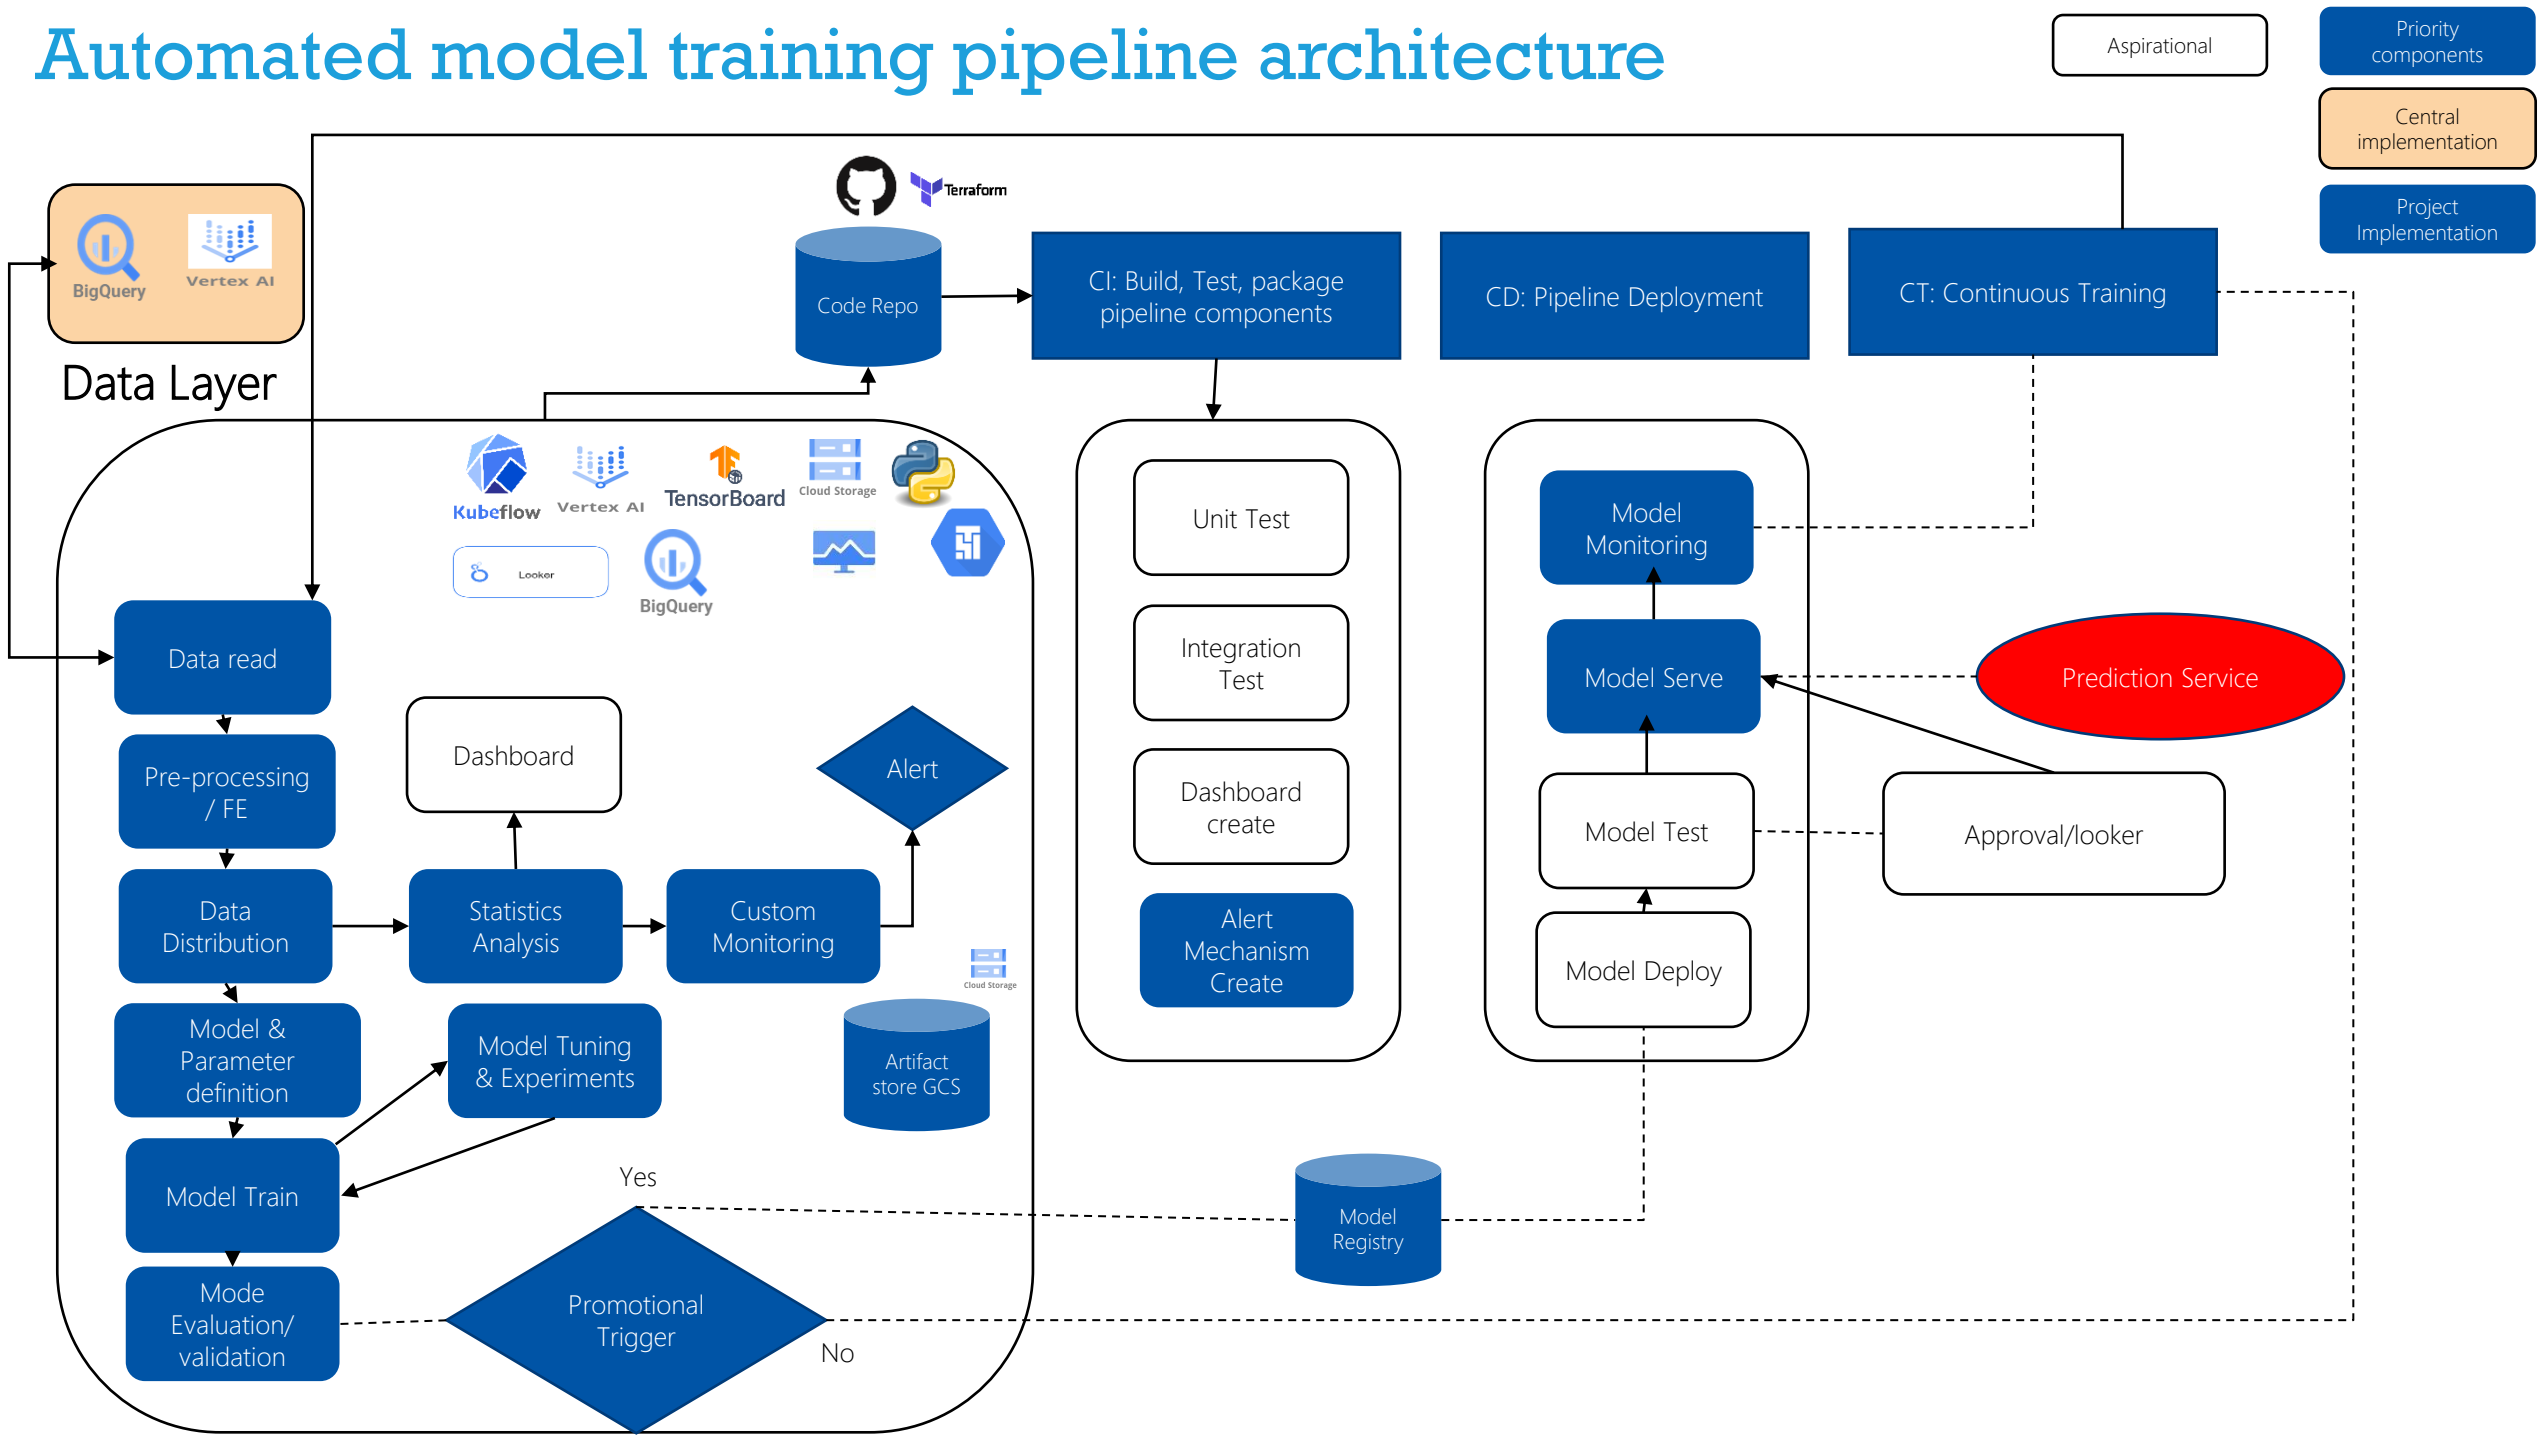 Automated model training pipeline architecture
Aspirational
Priority
components
Central
implementation
Project
Implementation
BigQuery
Vertex AI
Data Layer
Terraform
Code Repo
CI: Build, Test, package
pipeline components
CD: Pipeline Deployment
CT: Continuous Training
Kubeflow
Vertex AI
TensorBoard
Cloud Storage
Looker
BigQuery
Data read
Pre-processing
/ FE
Data
Distribution
Model &
Parameter
definition
Model Train
Mode
Evaluation/
validation
Dashboard
Statistics
Analysis
Custom
Monitoring
Alert
Model Tuning
& Experiments
Cloud Storage
Artifact
store GCS
Yes
Promotional
Trigger
No
Unit Test
Integration
Test
Dashboard
create
Alert
Mechanism
Create
Model
Registry
Model
Monitoring
Model Serve
Model Test
Model Deploy
Prediction Service
Approval/looker